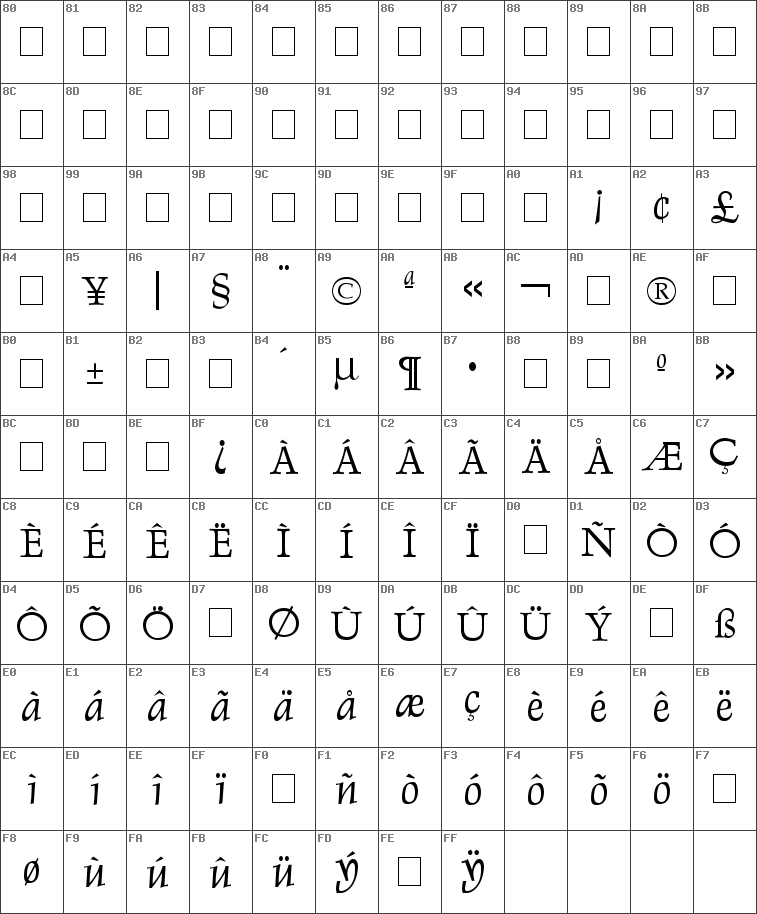 80 81 82 83 84 85 86 87 88 89 8A 8B
8C 8D 8E 8F 90 91 92 93 94 95 96 97
98 99 9A 9B 9C 9D 9E 9F A0 A1 A2 A3
¡ ¢ £
A4 A5 A6 A7 A8 A9 AA AB AC AD AE AF
¥ | § ¨ © ª « ¬ ®
B0 B1 B2 B3 B4 B5 B6 B7 B8 B9 BA BB
± ´ µ ¶ • º »
BC BD BE BF C0 C1 C2 C3 C4 C5 C6 C7
¿ À Á Â Ã Ä Å Æ Ç
C8 C9 CA CB CC CD CE CF D0 D1 D2 D3
È É Ê Ë Ì Í Î Ï Ñ Ò Ó
D4 D5 D6 D7 D8 D9 DA DB DC DD DE DF
Ô Õ Ö Ø Ù Ú Û Ü Ý ß
E0 E1 E2 E3 E4 E5 E6 E7 E8 E9 EA EB
à á â ã ä å æ ç è é ê ë
EC ED EE EF F0 F1 F2 F3 F4 F5 F6 F7
ì í î ï ñ ò ó ô õ ö
F8 F9 FA FB FC FD FE FF
ø ù ú û ü ý ÿ